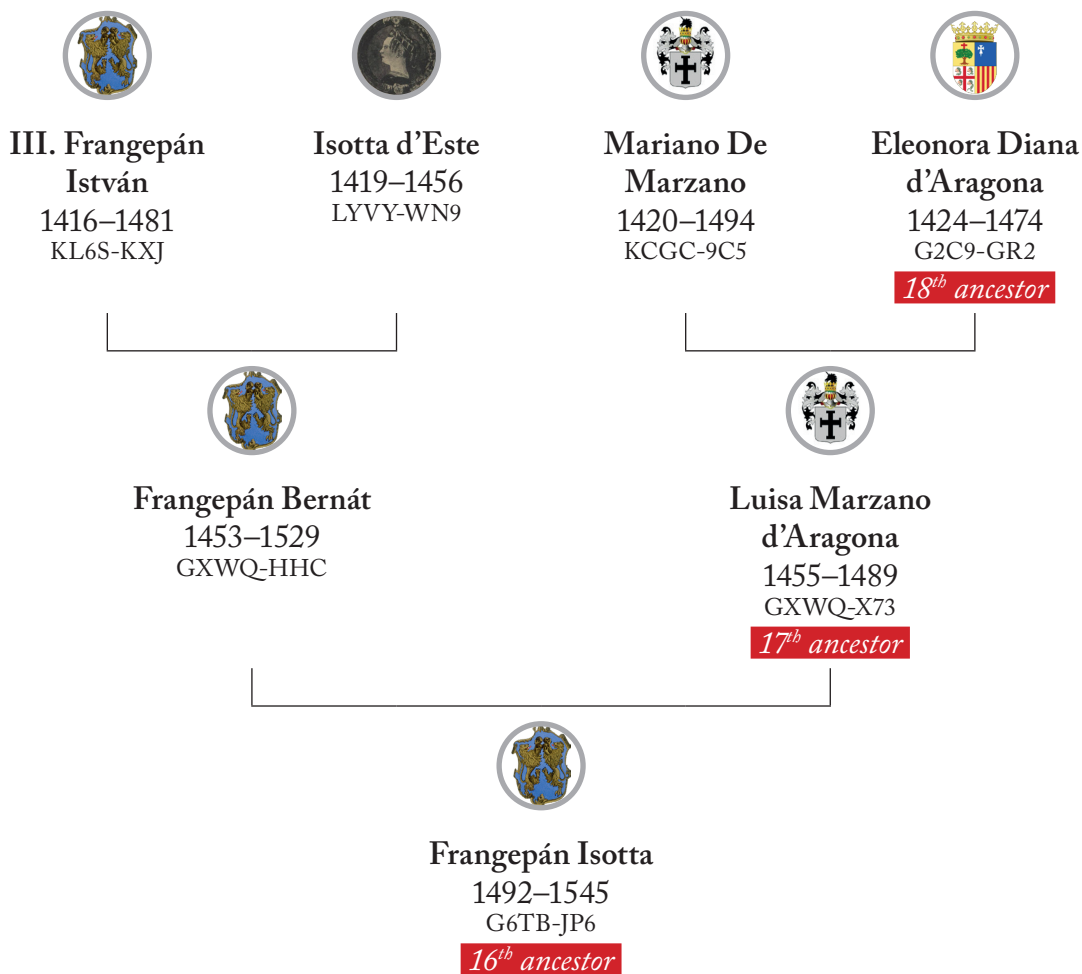 III. Frangepán
István
1416–1481
KL6S-KXJ
Isotta d’Este
1419–1456
LYVY-WN9
Mariano De
Marzano
1420–1494
KCGC-9C5
Eleonora Diana
d’Aragona
1424–1474
G2C9-GR2
18th ancestor
Frangepán Bernát
1453–1529
GXWQ-HHC
Luisa Marzano
d’Aragona
1455–1489
GXWQ-X73
17th ancestor
Frangepán Isotta
1492–1545
G6TB-JP6
16th ancestor